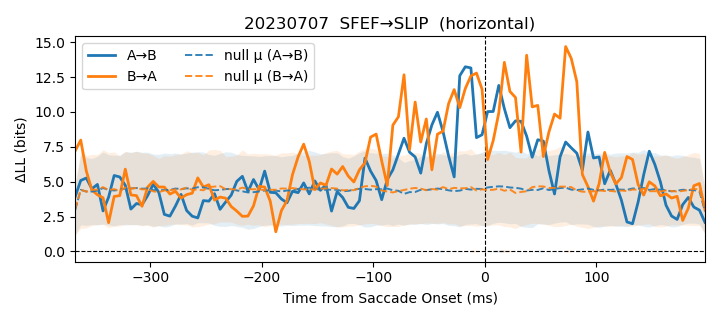 20230707  SFEF→SLIP  (horizontal)
15.0
12.5
10.0
7.5
5.0
2.5
0.0
ΔLL (bits)
A→B
B→A
null μ (A→B)
null μ (B→A)
−300
−200
−100
0
100
Time from Saccade Onset (ms)